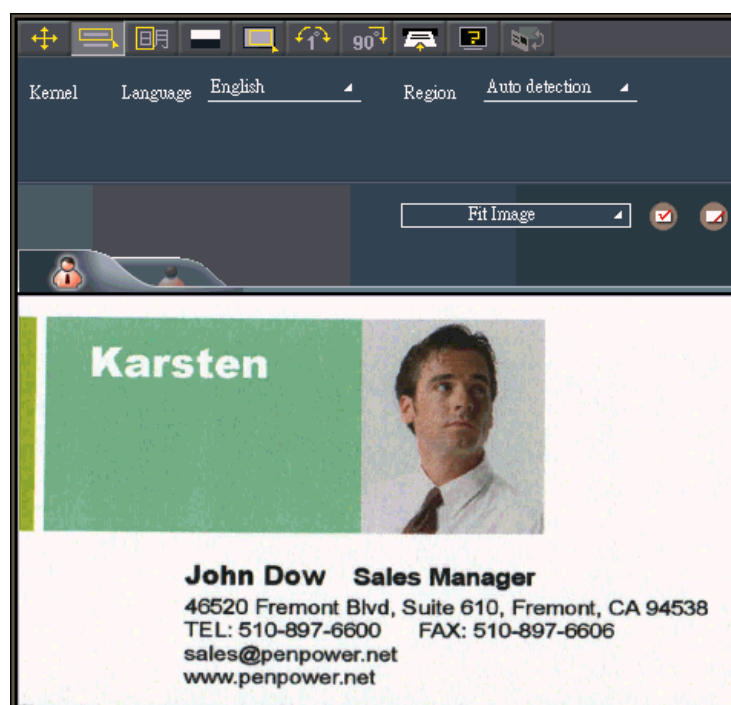 1°
90°
Kernel Language English Region Auto detection
Fit Image
Karsten
John Dow Sales Manager
46520 Fremont Blvd, Suite 610, Fremont, CA 94538
TEL: 510-897-6600 FAX: 510-897-6606
sales@penpower.net
www.penpower.net